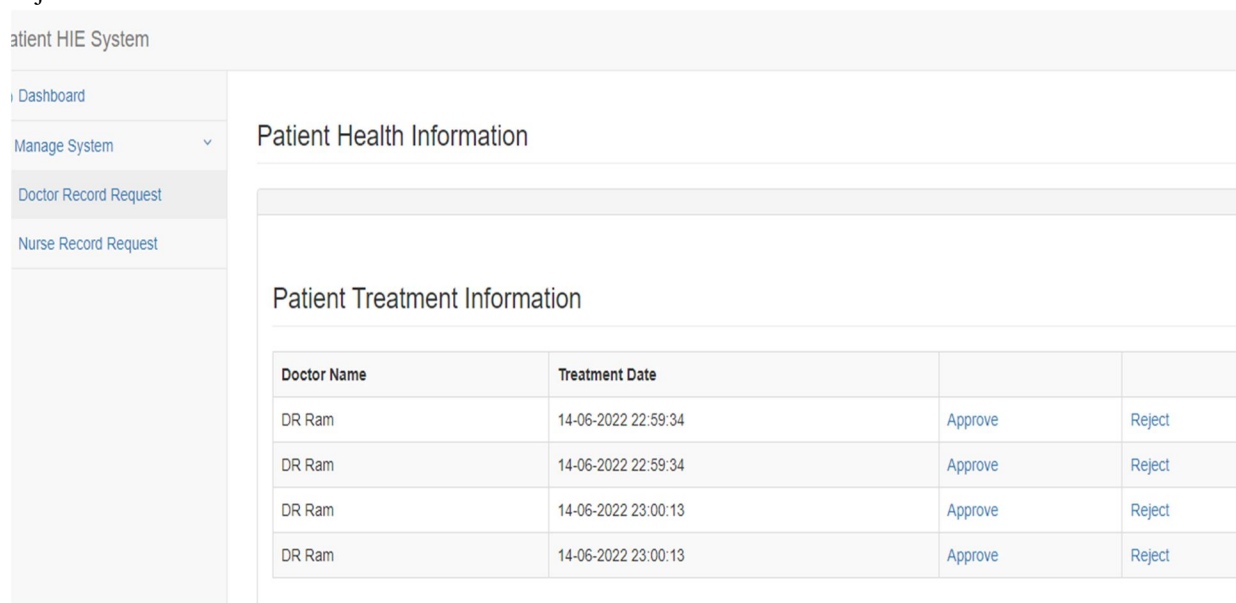 atient HIE System
Dashboard
Manage System
Doctor Record Request
Nurse Record Request
Patient Health Information
Patient Treatment Information
Doctor Name Treatment Date
DR Ram 14-06-2022 22:59:34 Approve Reject
DR Ram 14-06-2022 22:59:34 Approve Reject
DR Ram 14-06-2022 23:00:13 Approve Reject
DR Ram 14-06-2022 23:00:13 Approve Reject